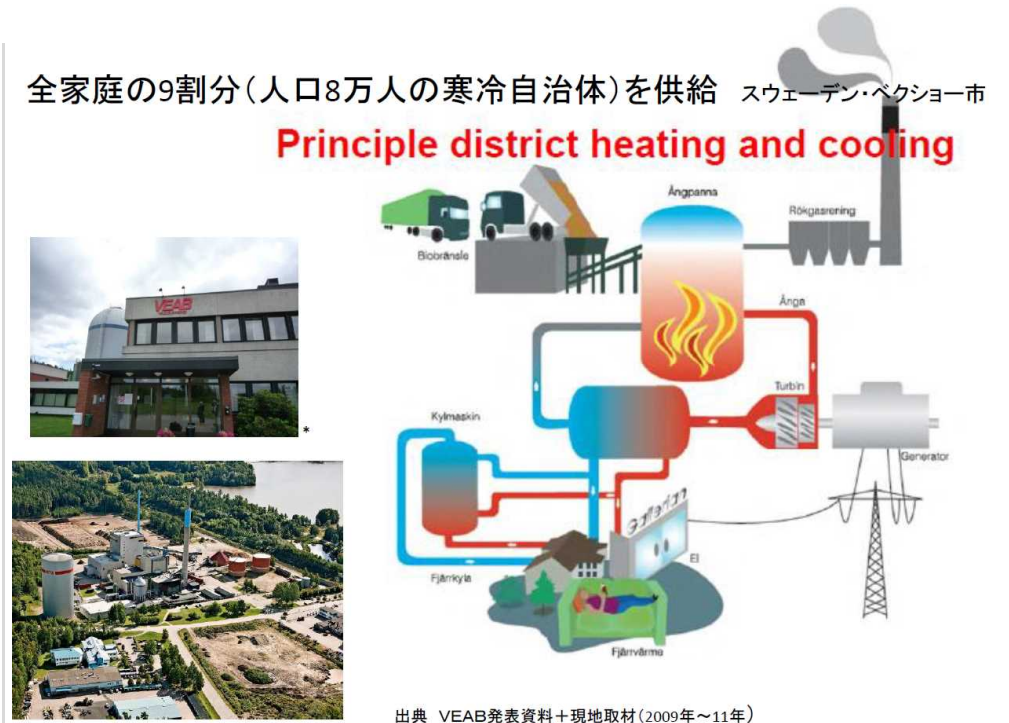 全家庭の9割分(人口8万人の寒冷自治体)を供給 スウェーデン・ベクショー市
Principle district heating and cooling
Ångpanna
Rökgasrening
Biobränsle
Ånga
VEAB
Turbin
Kylmaskin
Generator
*
Gallerian
El
Fjärrkyla
Fjärrvärme
出典 VEAB発表資料+現地取材(2009年~11年)